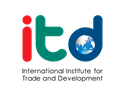 itd
International Institute for
Trade and Development